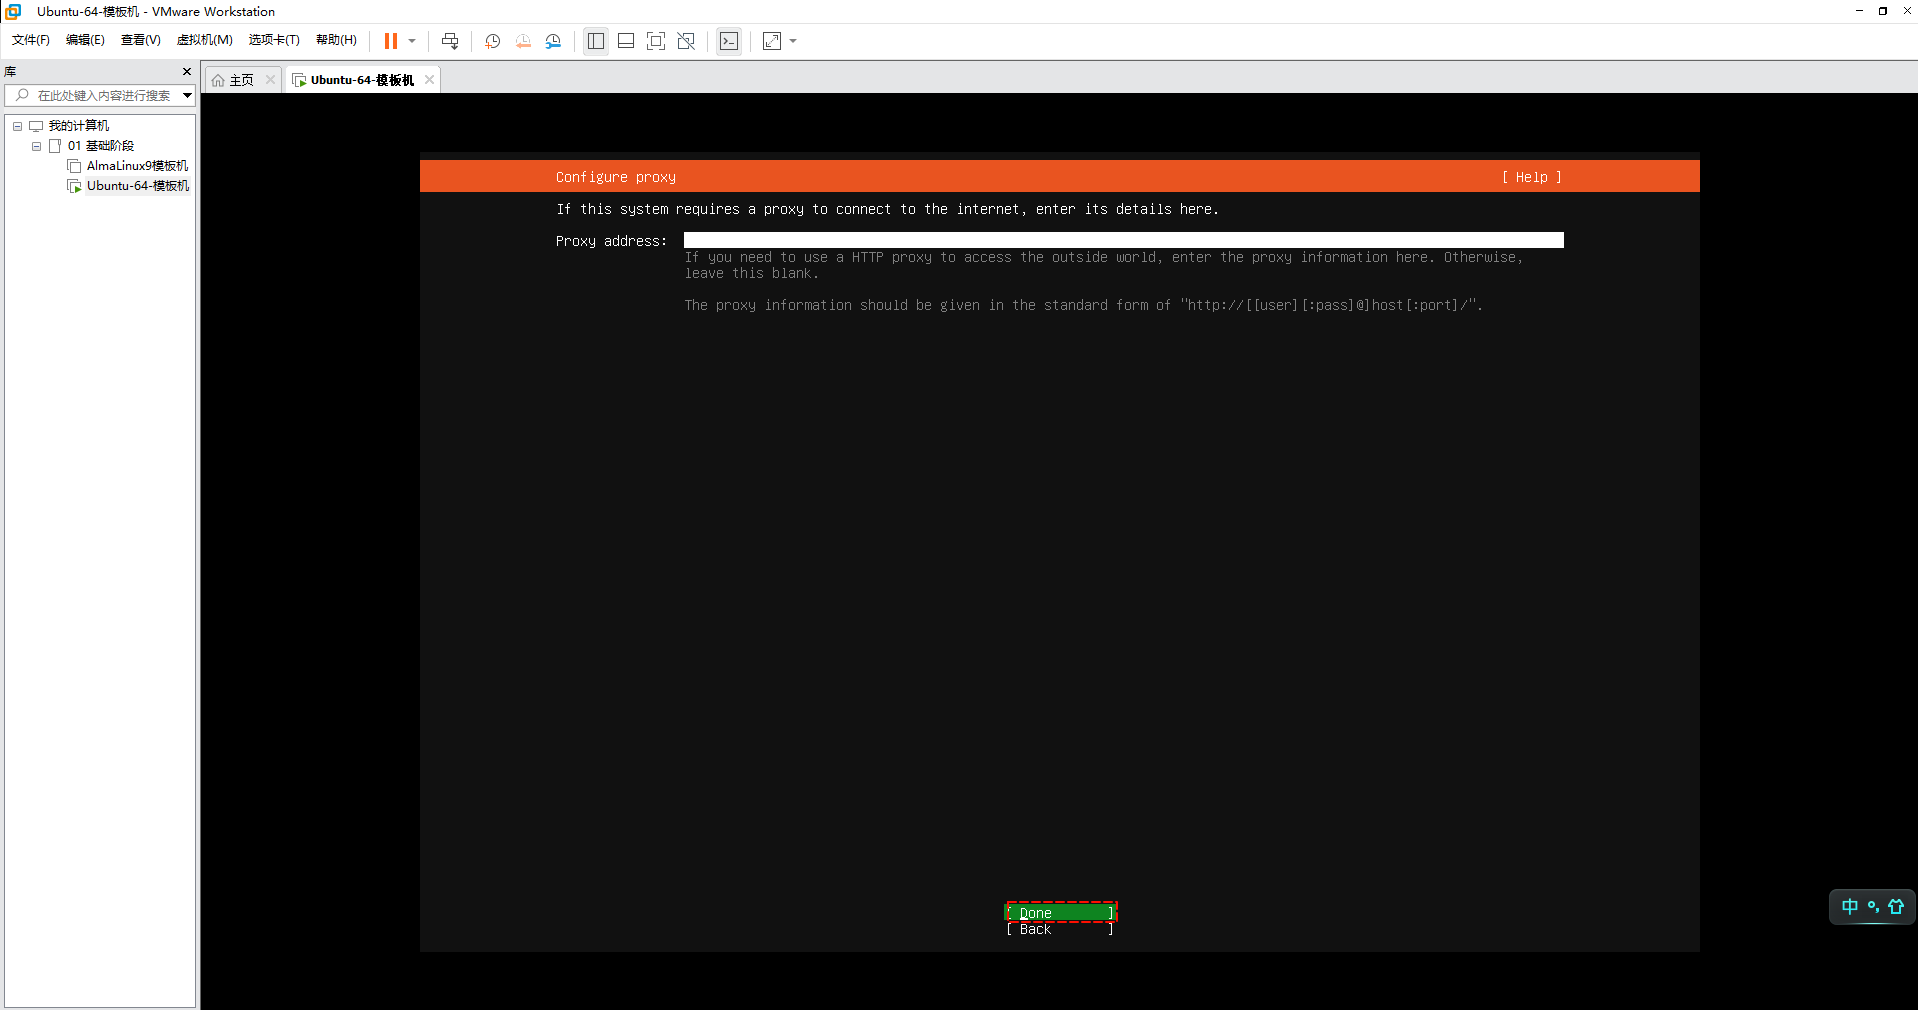 Ubuntu-64-模板机 - VMware Workstation
文件(F) 编辑(E) 查看(V) 虚拟机(M) 选项卡(T) 帮助(H)
库
主页
Ubuntu-64-模板机
在此处键入内容进行搜索
我的计算机
01 基础阶段
AlmaLinux9模板机
Ubuntu-64-模板机
Configure proxy [ Help ]
If this system requires a proxy to connect to the internet, enter its details here.
Proxy address:
If you need to use a HTTP proxy to access the outside world, enter the proxy information here. Otherwise,
leave this blank.
The proxy information should be given in the standard form of "http://[[user][:pass]@]host[:port]/".
[ Done ]
[ Back ]
中 °,